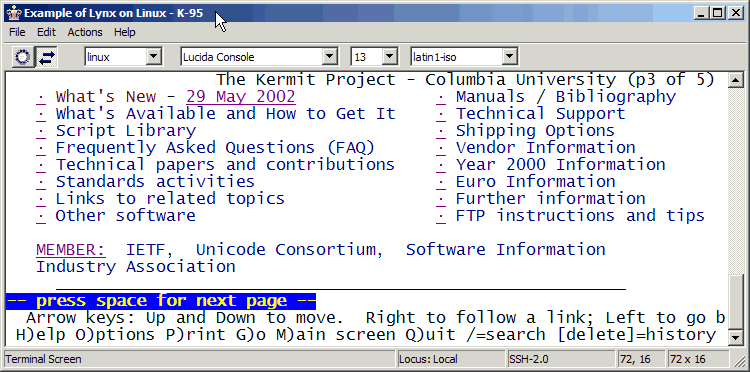 Example of Lynx on Linux - K-95
File Edit Actions Help
linux Lucida Console 13 latin1-iso
The Kermit Project - Columbia University (p3 of 5)
· What's New - 29 May 2002 · Manuals / Bibliography
· What's Available and How to Get It · Technical Support
· Script Library · Shipping Options
· Frequently Asked Questions (FAQ) · Vendor Information
· Technical papers and contributions · Year 2000 Information
· Standards activities · Euro Information
· Links to related topics · Further information
· Other software · FTP instructions and tips
MEMBER: IETF, Unicode Consortium, Software Information
Industry Association
-- press space for next page --
Arrow keys: Up and Down to move. Right to follow a link; Left to go b
H)elp O)ptions P)rint G)o M)ain screen Q)uit /=search [delete]=history
Terminal Screen Locus: Local SSH-2.0 72, 16 72 x 16